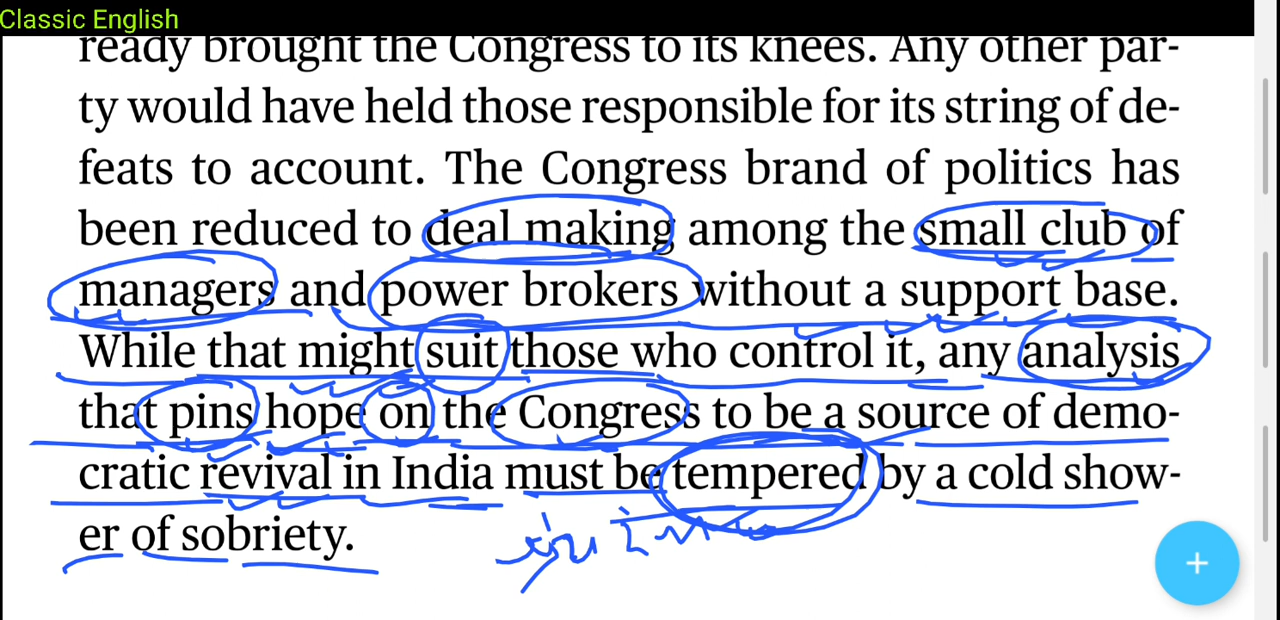 Classic English
ready brought the Congress to its knees. Any other par-
ty would have held those responsible for its string of de-
feats to account. The Congress brand of politics has
been reduced to deal making among the small club of
managers and power brokers without a support base.
While that might suit those who control it, any analysis
that pins hope on the Congress to be a source of demo-
cratic revival in India must be tempered by a cold show-
er of sobriety.